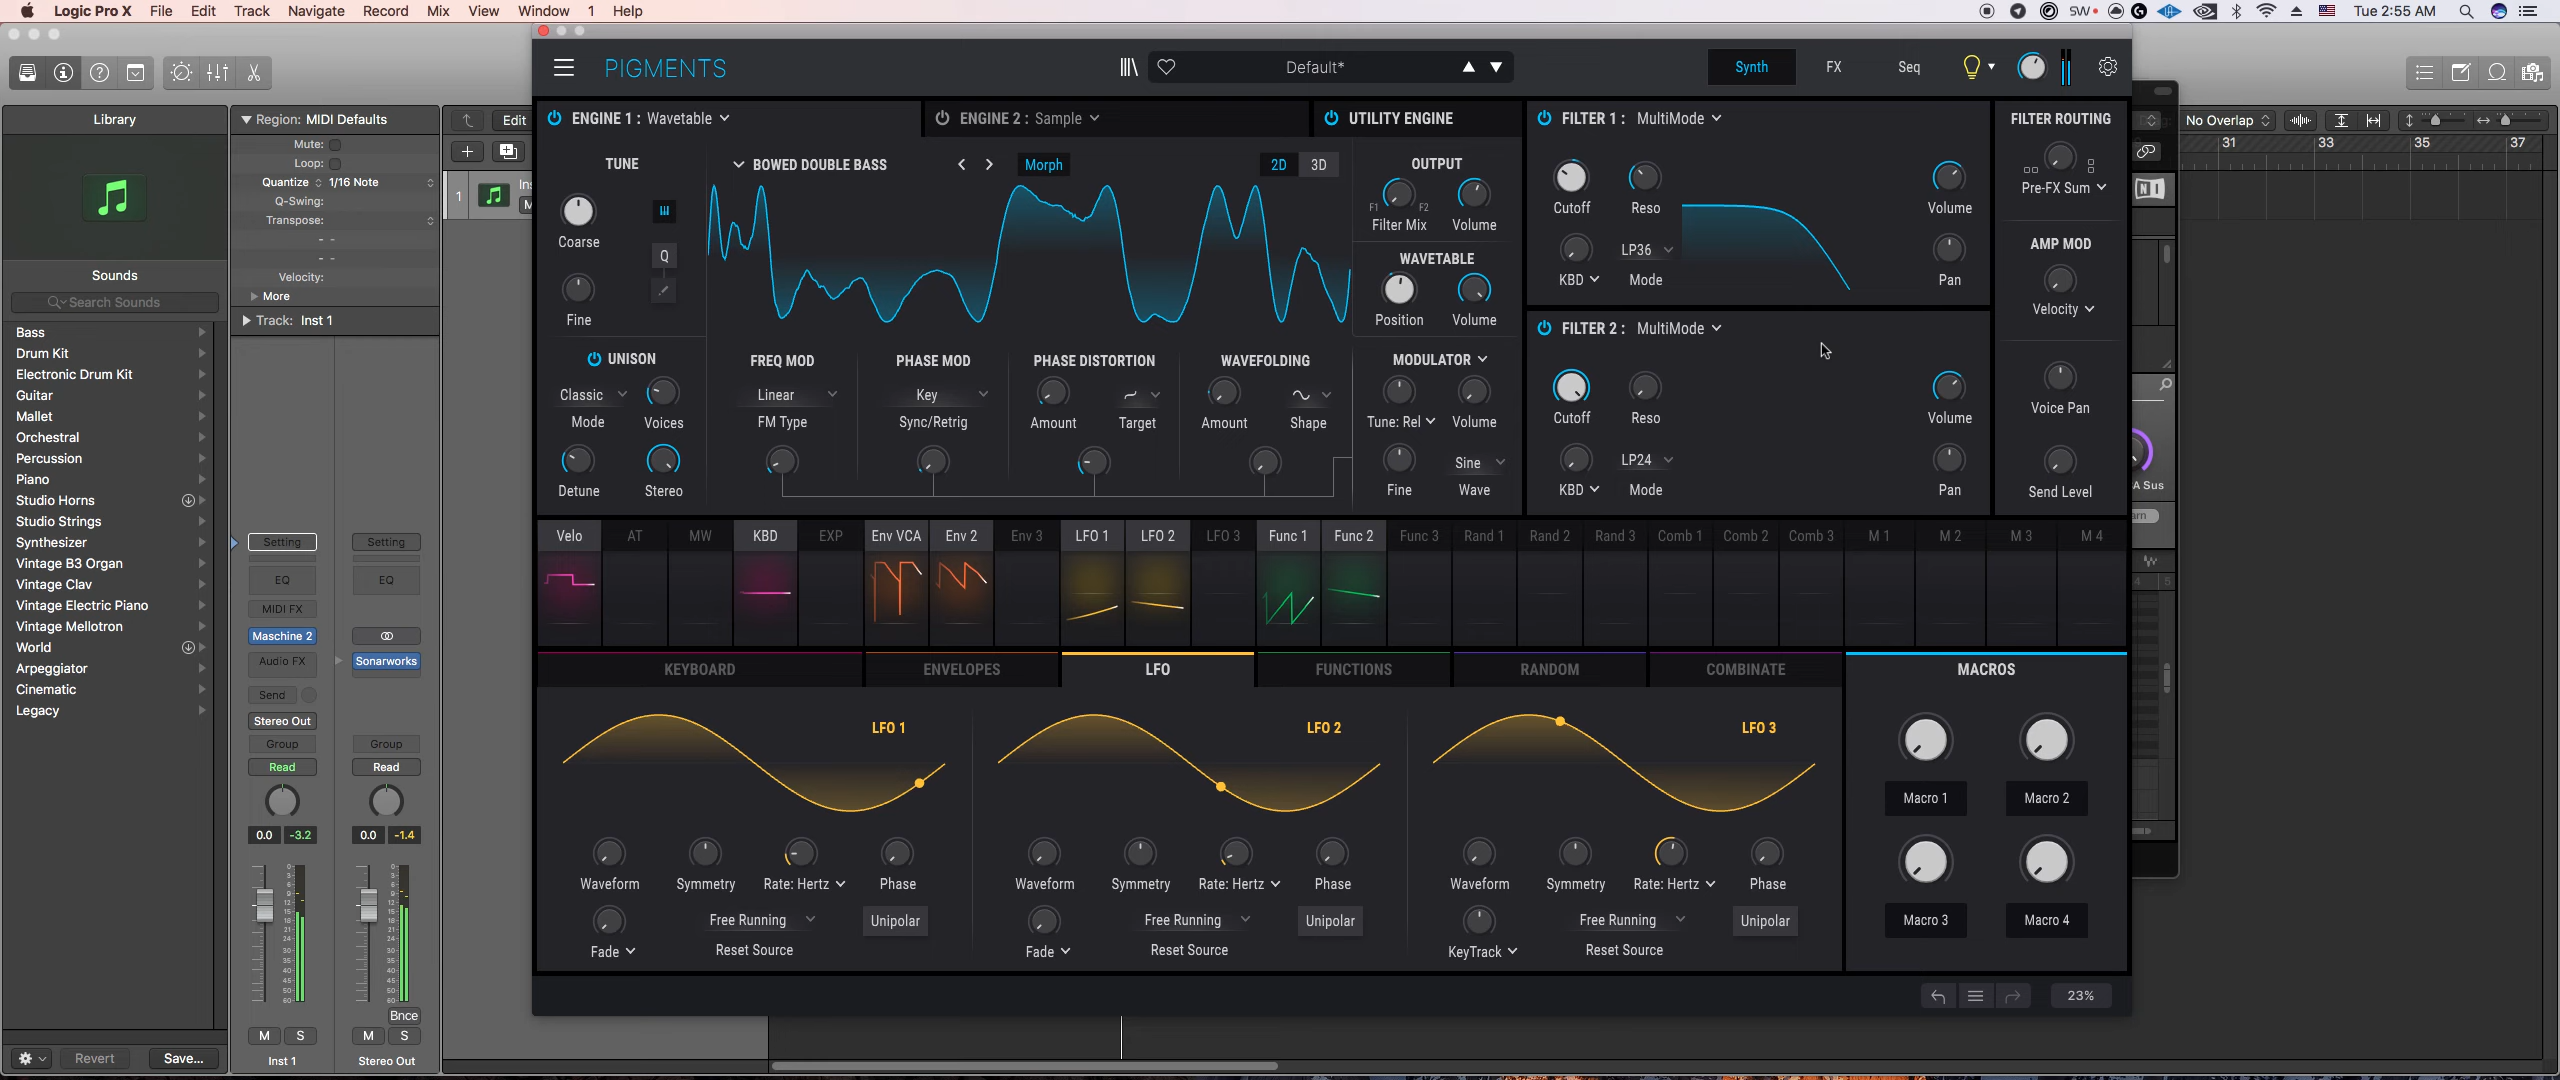 Logic Pro X File Edit Track Navigate Record Mix View Window 1 Help
SW Tue 2:55 AM
PIGMENTS
Default*
Synth FX Seq
Library
Region: MIDI Defaults
Mute:
Loop:
Quantize 1/16 Note
Q-Swing:
Transpose:
Velocity:
More
Track: Inst 1
Edit
1
No Overlap
31 33 35 37
Sounds
Search Sounds
Bass
Drum Kit
Electronic Drum Kit
Guitar
Mallet
Orchestral
Percussion
Piano
Studio Horns
Studio Strings
Synthesizer
Vintage B3 Organ
Vintage Clav
Vintage Electric Piano
Vintage Mellotron
World
Arpeggiator
Cinematic
Legacy
Revert Save...
Setting Setting
EQ EQ
MIDI FX
Maschine 2
Audio FX Sonarworks
Send
Stereo Out
Group Group
Read Read
0.0 -3.2 0.0 -1.4
Bnce
M S M S
Inst 1 Stereo Out
ENGINE 1 : Wavetable ENGINE 2 : Sample UTILITY ENGINE
TUNE
BOWED DOUBLE BASS
Morph 2D 3D
Coarse
Q
Fine
OUTPUT
F1 F2
Filter Mix Volume
WAVETABLE
Position Volume
UNISON
Classic
Mode Voices
Detune Stereo
FREQ MOD
Linear
FM Type
PHASE MOD
Key
Sync/Retrig
PHASE DISTORTION
Amount Target
WAVEFOLDING
Amount Shape
MODULATOR
Tune: Rel Volume
Sine
Fine Wave
FILTER 1 : MultiMode
Cutoff Reso Volume
LP36
KBD Mode Pan
FILTER 2 : MultiMode
Cutoff Reso Volume
LP24
KBD Mode Pan
FILTER ROUTING
Pre-FX Sum
AMP MOD
Velocity
Voice Pan
Send Level
NI
A Sus
Velo AT MW KBD EXP Env VCA Env 2 Env 3 LFO 1 LFO 2 LFO 3 Func 1 Func 2 Func 3 Rand 1 Rand 2 Rand 3 Comb 1 Comb 2 Comb 3 M 1 M 2 M 3 M 4
KEYBOARD ENVELOPES LFO FUNCTIONS RANDOM COMBINATE MACROS
LFO 1 LFO 2 LFO 3
Waveform Symmetry Rate: Hertz Phase
Free Running Unipolar
Fade Reset Source
Waveform Symmetry Rate: Hertz Phase
Free Running Unipolar
Fade Reset Source
Waveform Symmetry Rate: Hertz Phase
Free Running Unipolar
KeyTrack Reset Source
Macro 1 Macro 2
Macro 3 Macro 4
23%